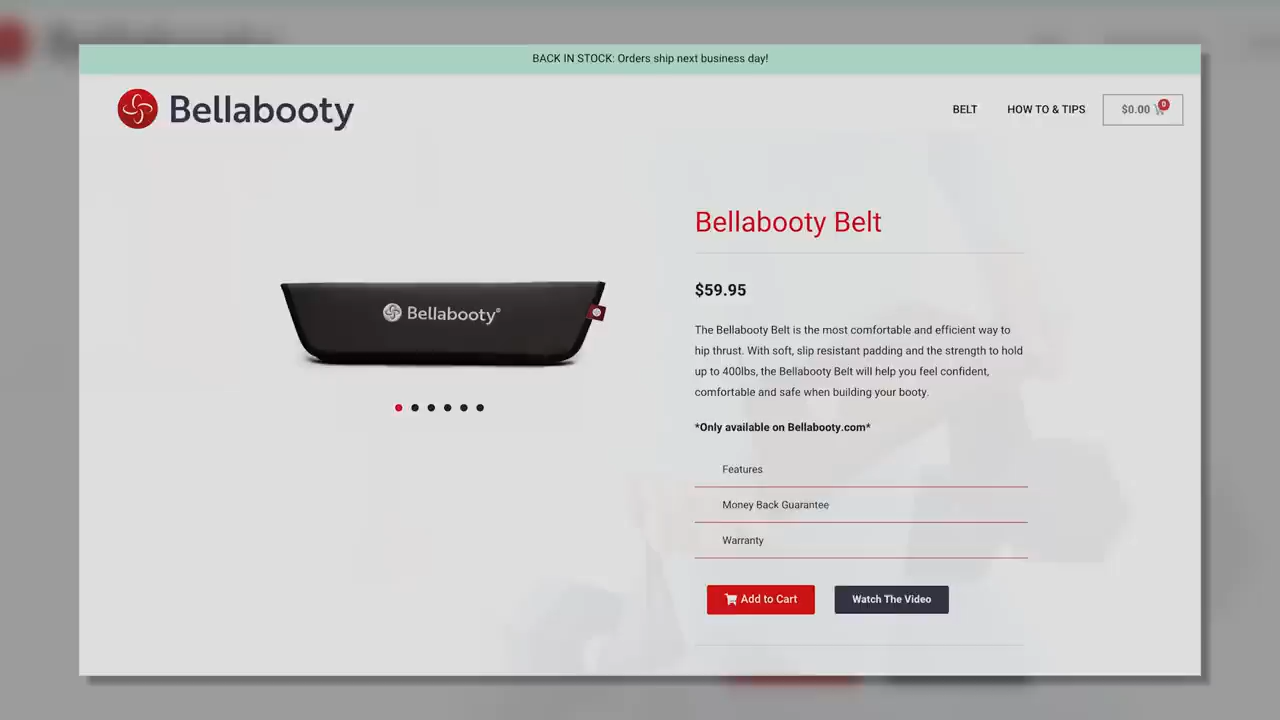 BACK IN STOCK: Orders ship next business day!
Bellabooty
BELT
HOW TO & TIPS
$0.00
0
Bellabooty®
Bellabooty Belt
$59.95
The Bellabooty Belt is the most comfortable and efficient way to
hip thrust. With soft, slip resistant padding and the strength to hold
up to 400lbs, the Bellabooty Belt will help you feel confident,
comfortable and safe when building your booty.
*Only available on Bellabooty.com*
Features
Money Back Guarantee
Warranty
Add to Cart
Watch The Video